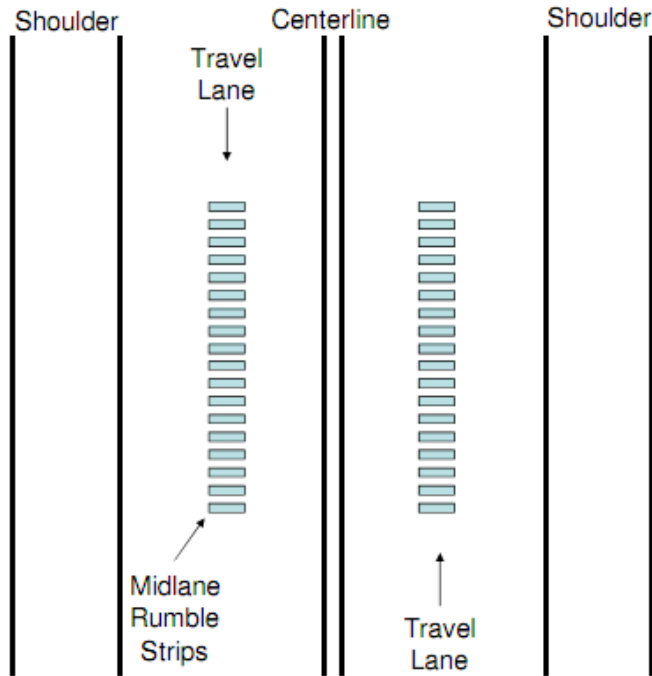 Shoulder
Centerline
Shoulder
Travel
Lane
Midlane
Rumble
Strips
Travel
Lane